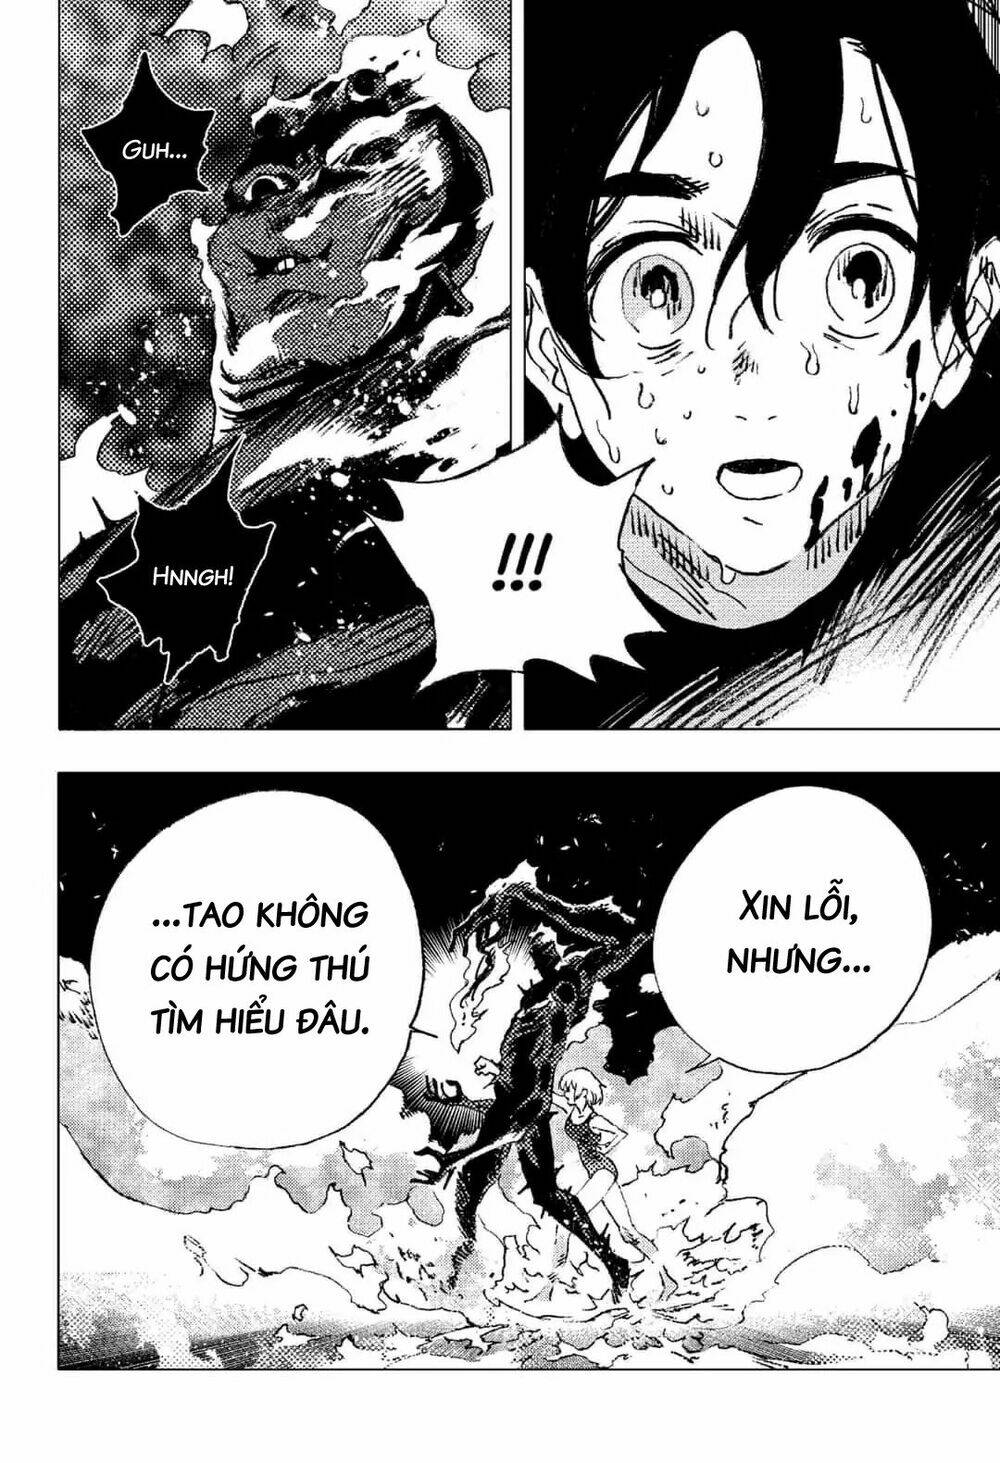 !!!
GUH...
HNNGH!
XIN LỖI,
NHƯNG...
...TAO KHÔNG
CÓ HỨNG THÚ
TÌM HIỂU ĐÂU.